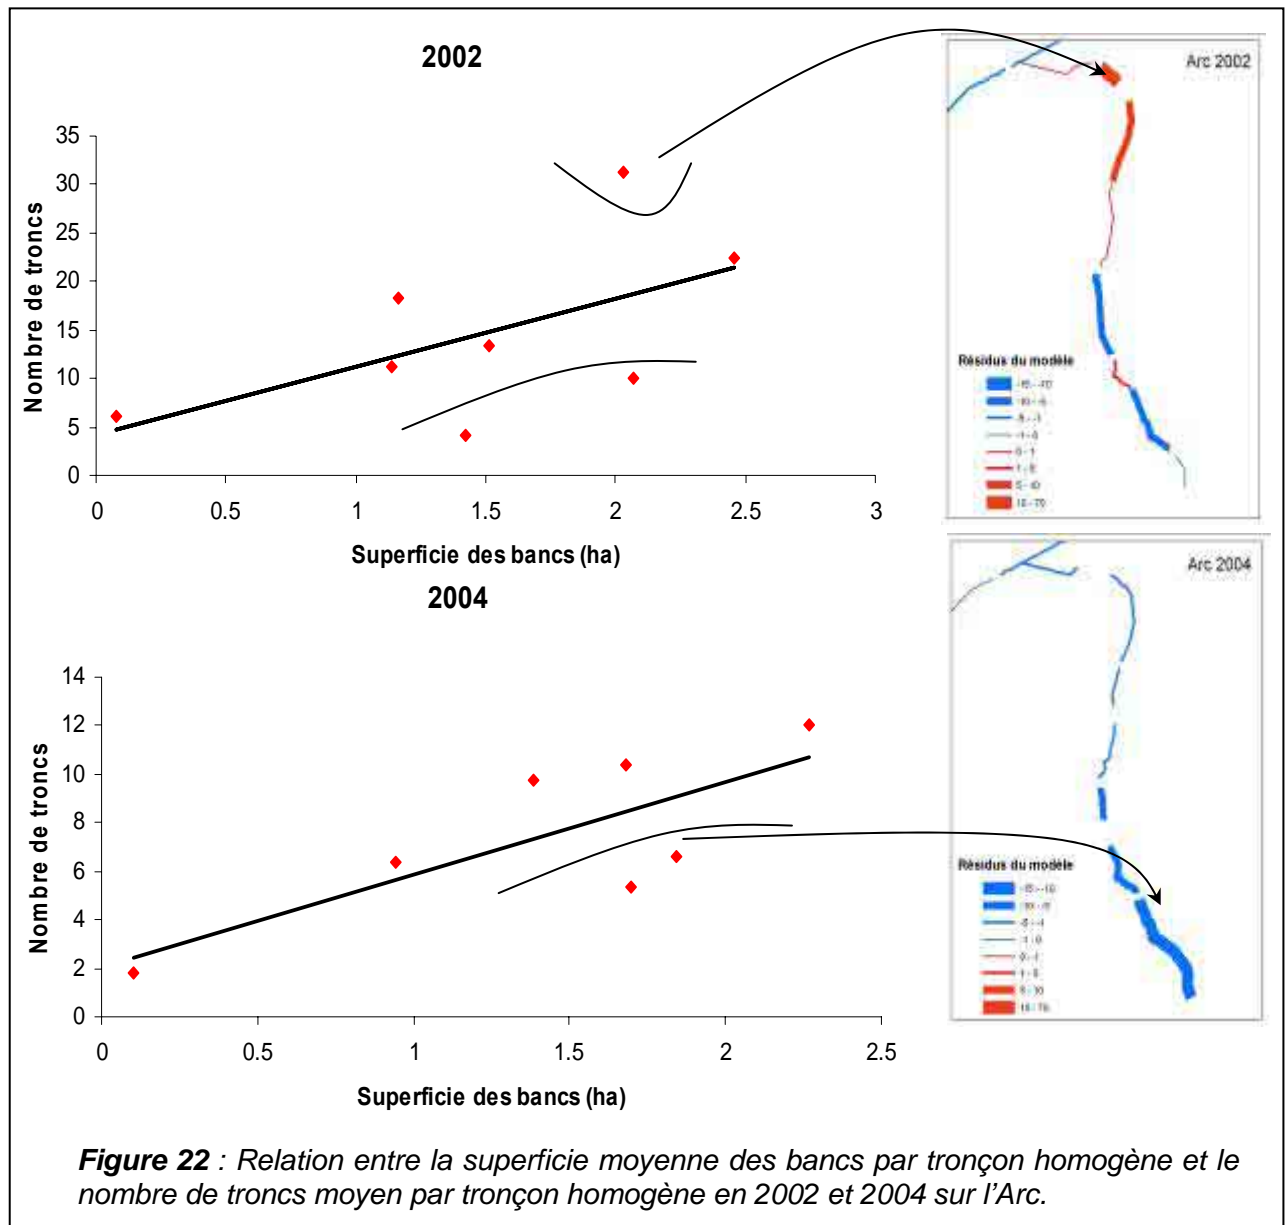 2002
Arc 2002
35
30
25
20
15
10
5
0
Nombre de troncs
0 0.5 1 1.5 2 2.5 3
Superficie des bancs (ha)
Résidus du modèle
2004
Arc 2004
14
12
10
8
6
4
2
0
Nombre de troncs
0 0.5 1 1.5 2 2.5
Superficie des bancs (ha)
Résidus du modèle
Figure 22 : Relation entre la superficie moyenne des bancs par tronçon homogène et le
nombre de troncs moyen par tronçon homogène en 2002 et 2004 sur l'Arc.